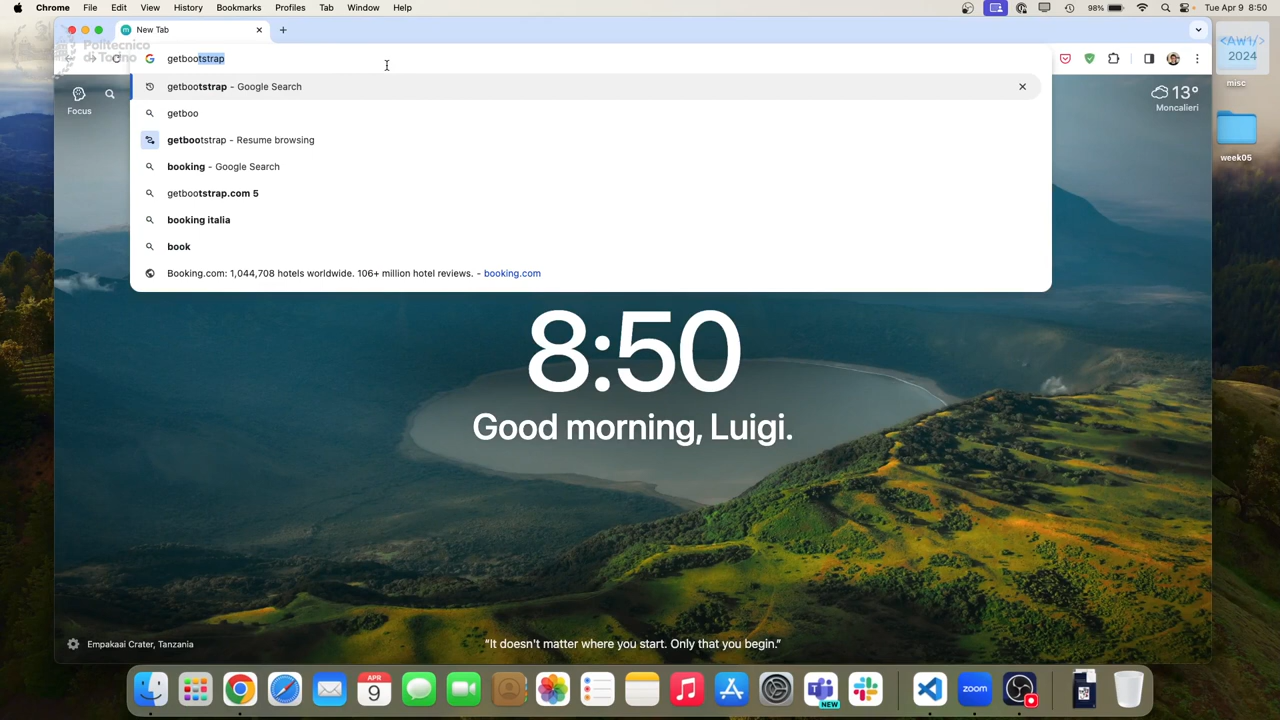 Chrome File Edit View History Bookmarks Profiles Tab Window Help 98% Tue Apr 9 8:50
New Tab
Politecnico
di Torino
getbootstrap
getbootstrap - Google Search
getboo
getbootstrap - Resume browsing
booking - Google Search
getbootstrap.com 5
booking italia
book
Booking.com: 1,044,708 hotels worldwide. 106+ million hotel reviews. - booking.com
Focus
13°
Moncalieri
<AW1/>
2024
misc
week05
8:50
Good morning, Luigi.
Empakaai Crater, Tanzania
“It doesn't matter where you start. Only that you begin.”
APR
9
NEW
zoom